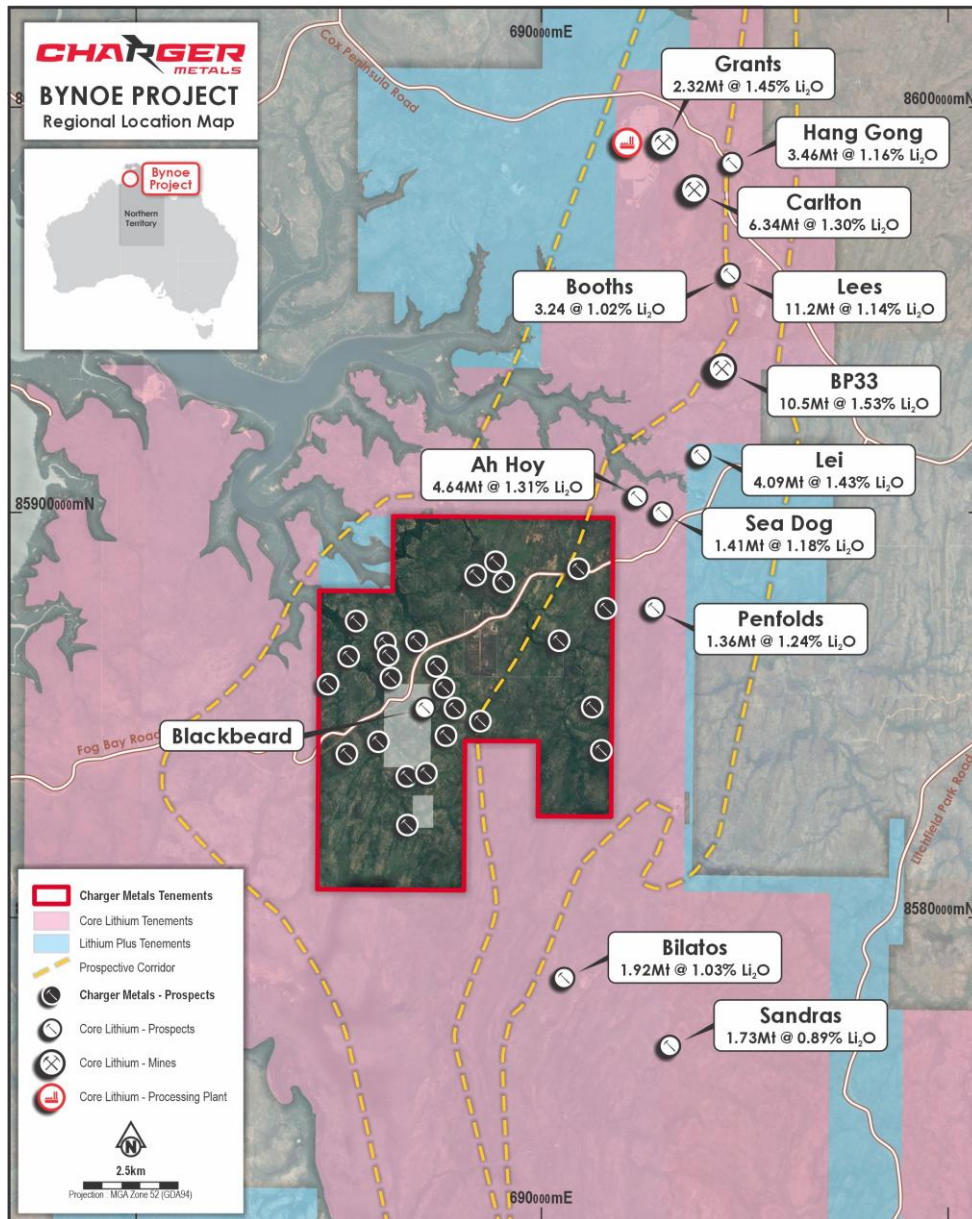 CHARGER
METALS
BYNOE PROJECT
Regional Location Map
Bynoe
Project
Northern
Territory
690000mE
Cox Peninsula Road
8600000mN
Grants
2.32Mt @ 1.45% Li₂O
Hang Gong
3.46Mt @ 1.16% Li₂O
Carlton
6.34Mt @ 1.30% Li₂O
Booths
3.24 @ 1.02% Li₂O
Lees
11.2Mt @ 1.14% Li₂O
BP33
10.5Mt @ 1.53% Li₂O
Ah Hoy
4.64Mt @ 1.31% Li₂O
Lei
4.09Mt @ 1.43% Li₂O
85900000mN
Sea Dog
1.41Mt @ 1.18% Li₂O
Penfolds
1.36Mt @ 1.24% Li₂O
Blackbeard
Fog Bay Road
Litchfield Park Road
8580000mN
Bilatos
1.92Mt @ 1.03% Li₂O
Sandras
1.73Mt @ 0.89% Li₂O
Charger Metals Tenements
Core Lithium Tenements
Lithium Plus Tenements
Prospective Corridor
Charger Metals - Prospects
Core Lithium - Prospects
Core Lithium - Mines
Core Lithium - Processing Plant
N
2.5km
Projection : MGA Zone 52 (GDA94)
690000mE